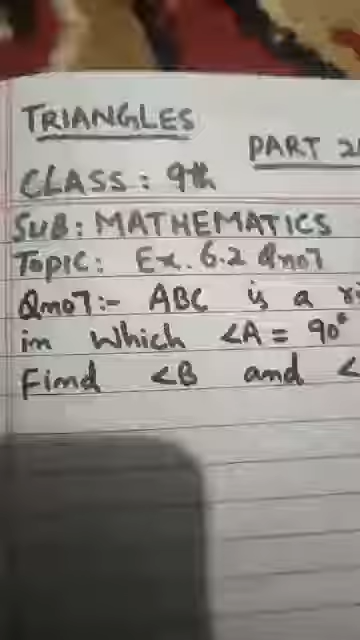 TRIANGLES
PART 2
CLASS: 9th
SUB: MATHEMATICS
TOPIC: Ex. 6.2 Qno7
Qno7:- ABC is a
in which <A = 90°
Find <B and <